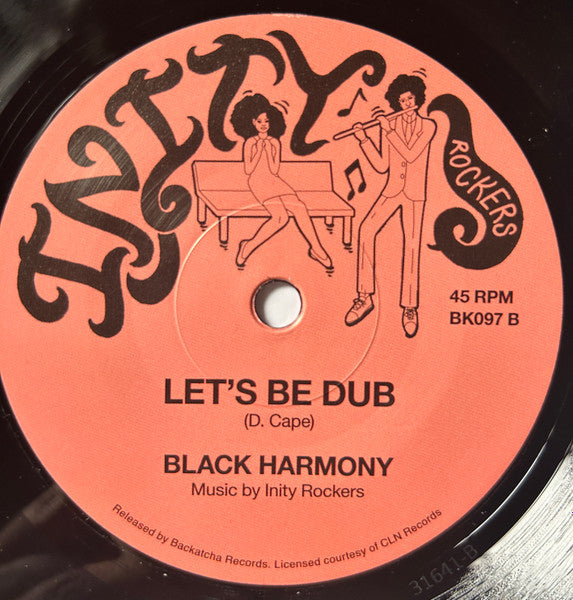 INITY
ROCKERS
45 RPM
BK097 B
LET'S BE DUB
(D. Cape)
BLACK HARMONY
Music by Inity Rockers
Released by Backatcha Records. Licensed courtesy of CLN Records
31641-B